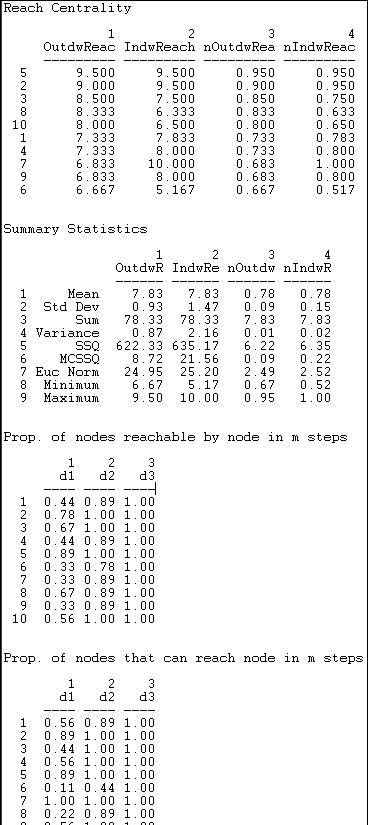 Reach Centrality
1 2 3 4
OutdwReac IndwReach nOutdwRea nIndwReac
--------- --------- --------- ---------
5 9.500 9.500 0.950 0.950
2 9.000 9.500 0.900 0.950
3 8.500 7.500 0.850 0.750
8 8.333 6.333 0.833 0.633
10 8.000 6.500 0.800 0.650
1 7.333 7.833 0.733 0.783
4 7.333 8.000 0.733 0.800
7 6.833 10.000 0.683 1.000
9 6.833 8.000 0.683 0.800
6 6.667 5.167 0.667 0.517
Summary Statistics
1 2 3 4
OutdwR IndwRe nOutdw nIndwR
------ ------ ------ ------
1 Mean 7.83 7.83 0.78 0.78
2 Std Dev 0.93 1.47 0.09 0.15
3 Sum 78.33 78.33 7.83 7.83
4 Variance 0.87 2.16 0.01 0.02
5 SSQ 622.33 635.17 6.22 6.35
6 MCSSQ 8.72 21.56 0.09 0.22
7 Euc Norm 24.95 25.20 2.49 2.52
8 Minimum 6.67 5.17 0.67 0.52
9 Maximum 9.50 10.00 0.95 1.00
Prop. of nodes reachable by node in m steps
1 2 3
d1 d2 d3
---- ---- ----
1 0.44 0.89 1.00
2 0.78 1.00 1.00
3 0.67 1.00 1.00
4 0.44 0.89 1.00
5 0.89 1.00 1.00
6 0.33 0.78 1.00
7 0.33 0.89 1.00
8 0.67 0.89 1.00
9 0.33 0.89 1.00
10 0.56 1.00 1.00
Prop. of nodes that can reach node in m steps
1 2 3
d1 d2 d3
---- ---- ----
1 0.56 0.89 1.00
2 0.89 1.00 1.00
3 0.44 1.00 1.00
4 0.56 1.00 1.00
5 0.89 1.00 1.00
6 0.11 0.44 1.00
7 1.00 1.00 1.00
8 0.22 0.89 1.00